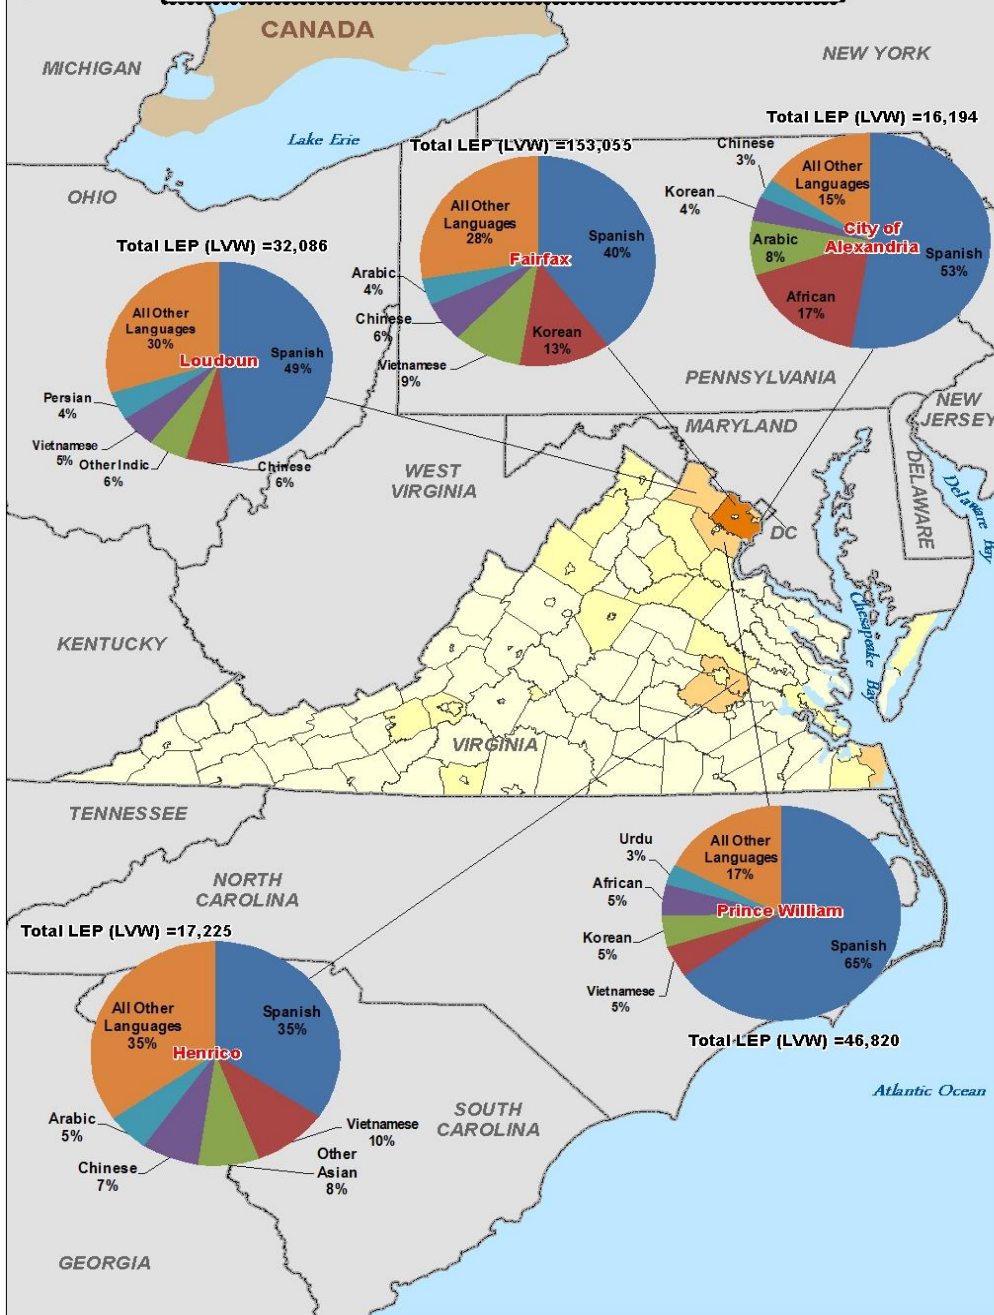 CANADA
MICHIGAN
NEW YORK
Lake Erie
OHIO
Total LEP (LVW) =16,194
Chinese
3%
All Other
Languages
15%
Korean
4%
City of
Alexandria
Arabic
8%
Spanish
53%
African
17%
Total LEP (LVW) =153,055
All Other
Languages
28%
Spanish
40%
Fairfax
Arabic
4%
Chinese
6%
Korean
13%
Vietnamese
9%
Total LEP (LVW) =32,086
All Other
Languages
30%
Spanish
49%
Loudoun
Persian
4%
Vietnamese
5%
Other Indic
6%
Chinese
6%
PENNSYLVANIA
NEW
JERSEY
MARYLAND
WEST
VIRGINIA
DELAWARE
Delaware Bay
DC
KENTUCKY
Chesapeake Bay
VIRGINIA
TENNESSEE
NORTH
CAROLINA
Urdu
3%
All Other
Languages
17%
African
5%
Prince William
Korean
5%
Spanish
65%
Vietnamese
5%
Total LEP (LVW) =46,820
Total LEP (LVW) =17,225
All Other
Languages
35%
Spanish
35%
Henrico
Arabic
5%
Vietnamese
10%
Chinese
7%
Other
Asian
8%
SOUTH
CAROLINA
Atlantic Ocean
GEORGIA